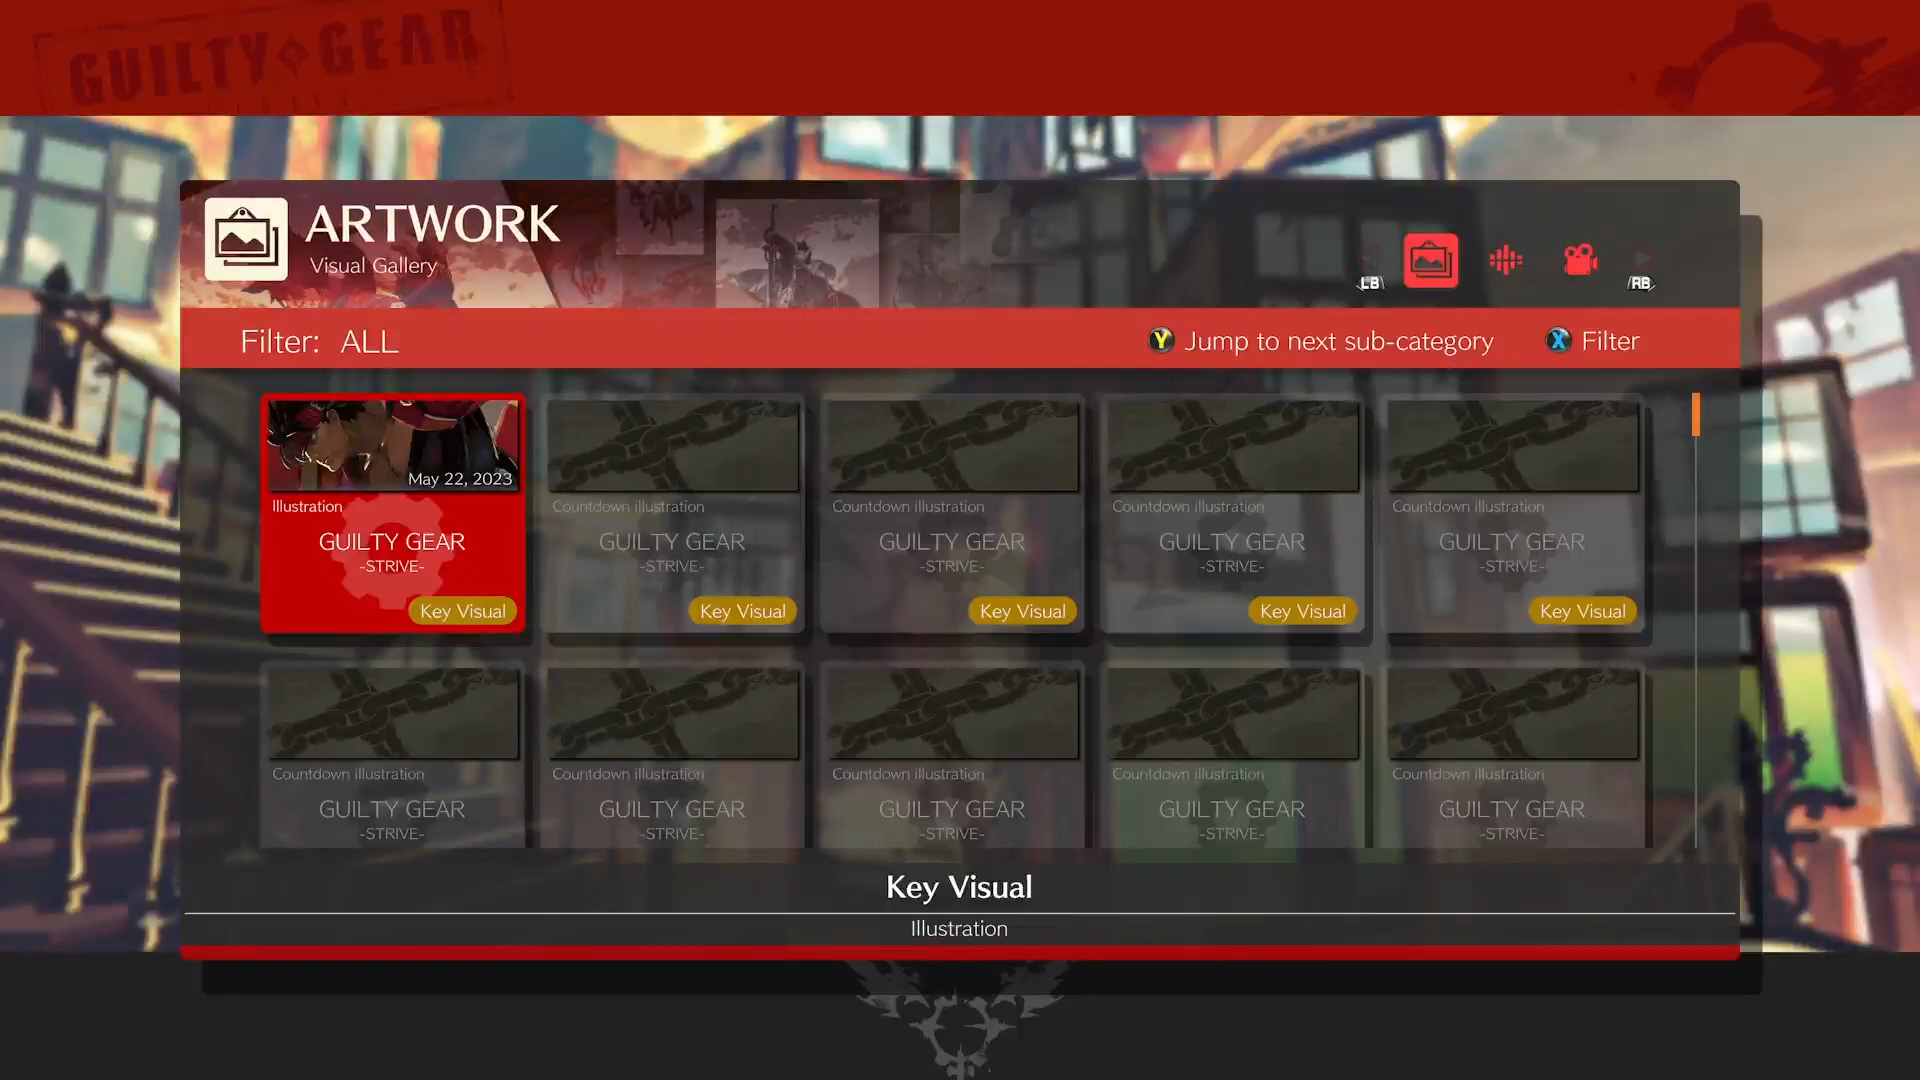 GUILTY GEAR
ARTWORK
Visual Gallery
LB
RB
Filter: ALL
Y Jump to next sub-category
X Filter
May 22, 2023
Illustration
GUILTY GEAR
-STRIVE-
Key Visual
Countdown illustration
GUILTY GEAR
-STRIVE-
Key Visual
Countdown illustration
GUILTY GEAR
-STRIVE-
Key Visual
Countdown illustration
GUILTY GEAR
-STRIVE-
Key Visual
Countdown illustration
GUILTY GEAR
-STRIVE-
Key Visual
Countdown illustration
GUILTY GEAR
-STRIVE-
Countdown illustration
GUILTY GEAR
-STRIVE-
Countdown illustration
GUILTY GEAR
-STRIVE-
Countdown illustration
GUILTY GEAR
-STRIVE-
Countdown illustration
GUILTY GEAR
-STRIVE-
Key Visual
Illustration